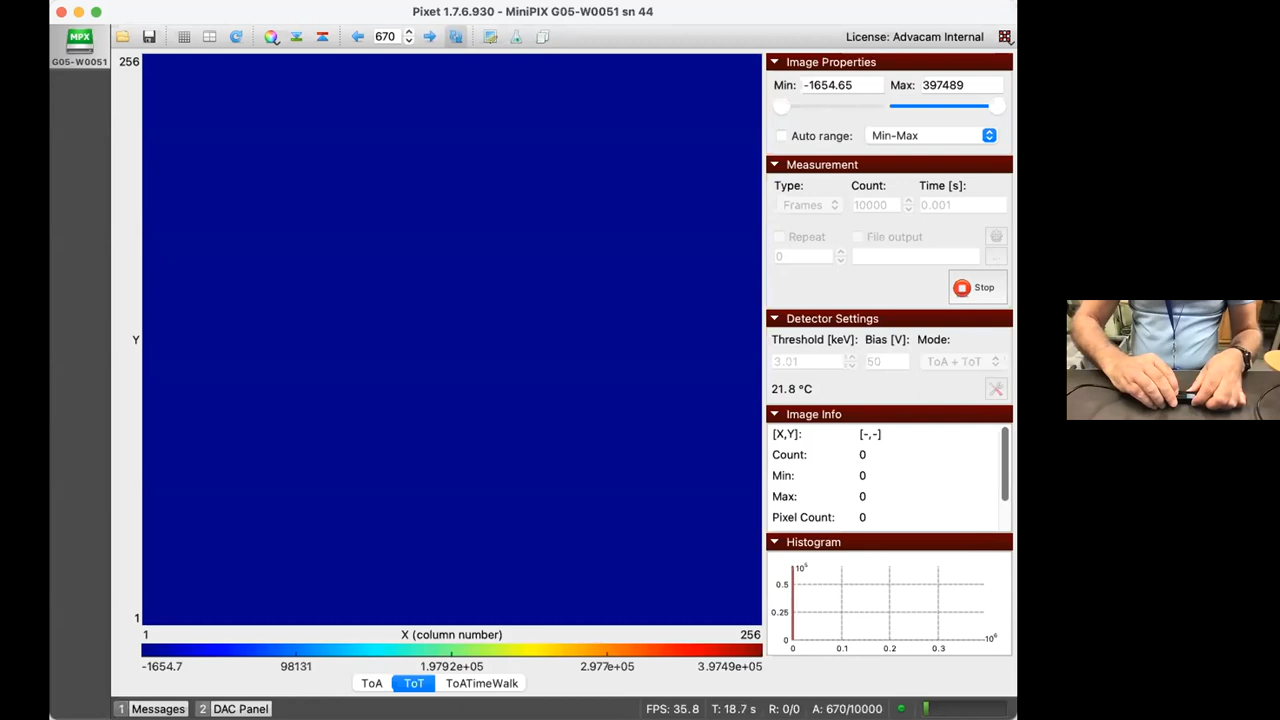 Pixet 1.7.6.930 - MiniPIX G05-W0051 sn 44
MPX
G05-W0051
670
License: Advacam Internal
256
Y
1
1
X (column number)
256
-1654.7
98131
1.9792e+05
2.977e+05
3.9749e+05
ToA
ToT
ToATimeWalk
Image Properties
Min: -1654.65 Max: 397489
Auto range: Min-Max
Measurement
Type: Count: Time [s]:
Frames 10000 0.001
Repeat File output
0 ...
Stop
Detector Settings
Threshold [keV]: Bias [V]: Mode:
3.01 50 ToA + ToT
21.8 °C
Image Info
[X,Y]: [-,-]
Count: 0
Min: 0
Max: 0
Pixel Count: 0
Histogram
10⁵
0.5
0.25
0
10⁶
0 0.1 0.2 0.3
1 Messages 2 DAC Panel
FPS: 35.8 T: 18.7 s R: 0/0 A: 670/10000